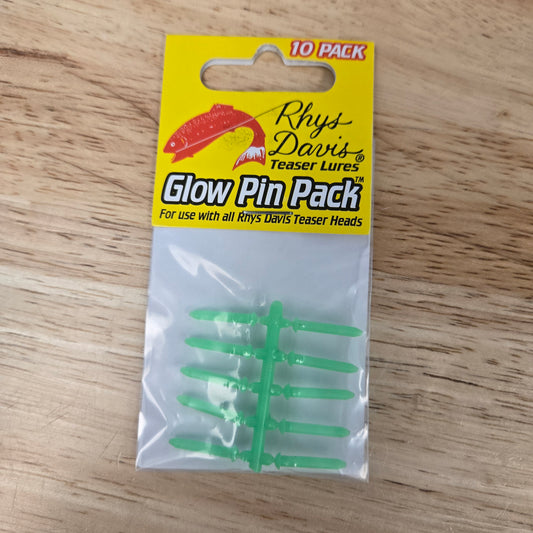 10 PACK
Rhys
Davis®
Teaser Lures
Glow Pin Pack™
For use with all Rhys Davis Teaser Heads